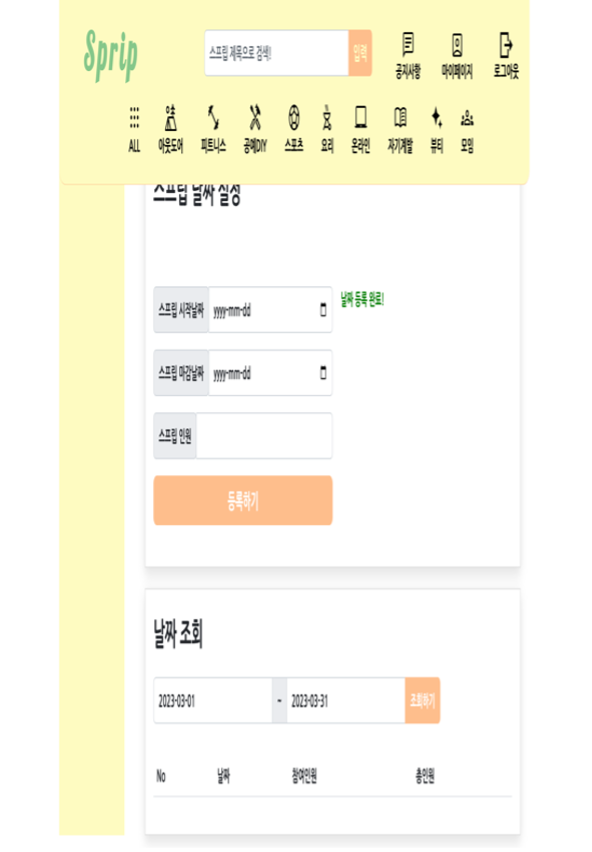 Sprip
스프립 제목으로 검색!
입력
공지사항
마이페이지
로그아웃
ALL 아웃도어 피트니스 공예DIY 스포츠 요리 온라인 자기계발 뷰티 모임
스프립 날짜 설정
스프립 시작날짜 yyyy-mm-dd
날짜 등록 완료!
스프립 마감날짜 yyyy-mm-dd
스프립 인원
등록하기
날짜 조회
2023-03-01 - 2023-03-31 조회하기
No 날짜 참여인원 총인원